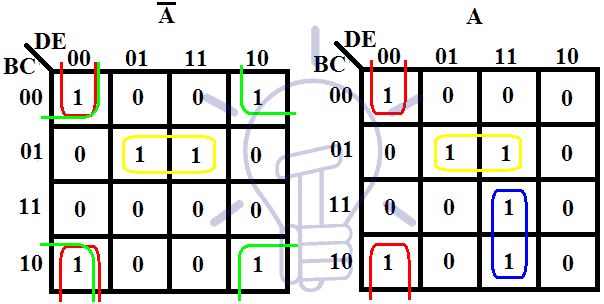 A̅
DE
00 01 11 10
BC
00 1 0 0 1
01 0 1 1 0
11 0 0 0 0
10 1 0 0 1
A
DE
00 01 11 10
BC
00 1 0 0 0
01 0 1 1 0
11 0 0 1 0
10 1 0 1 0